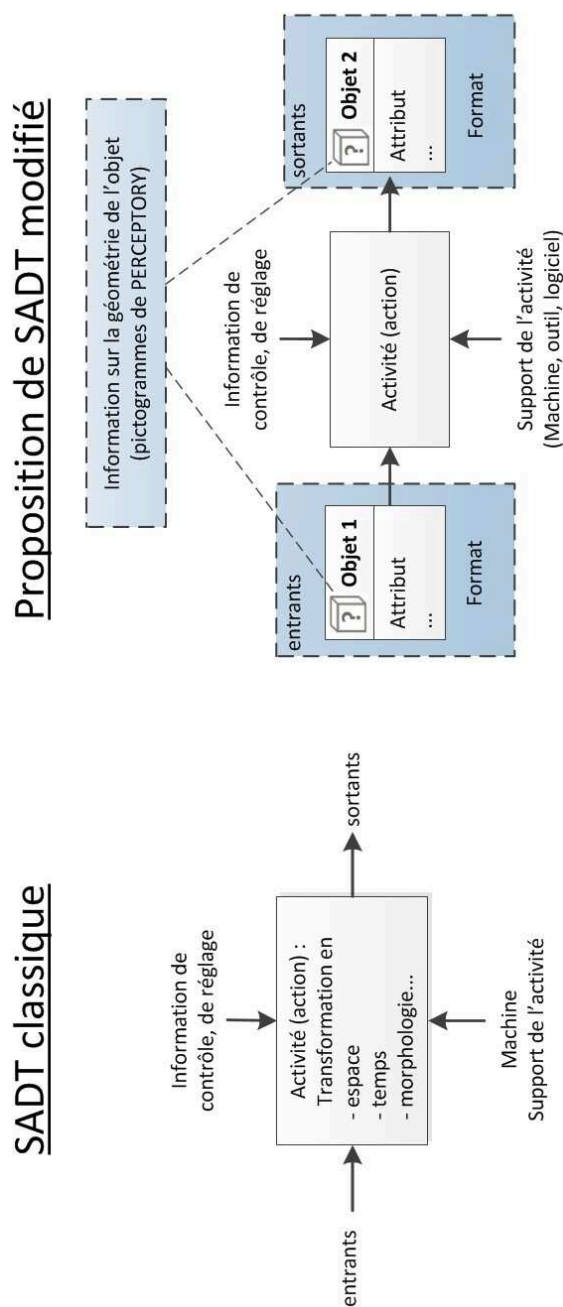 SADT classique
Information de
contrôle, de réglage
entrants
Activité (action) :
Transformation en
- espace
- temps
- morphologie...
sortants
Machine
Support de l'activité
Proposition de SADT modifié
Information sur la géométrie de l'objet
(pictogrammes de PERCEPTORY)
entrants
? Objet 1
Attribut
...
Format
Information de
contrôle, de réglage
Activité (action)
Support de l'activité
(Machine, outil, logiciel)
sortants
? Objet 2
Attribut
...
Format